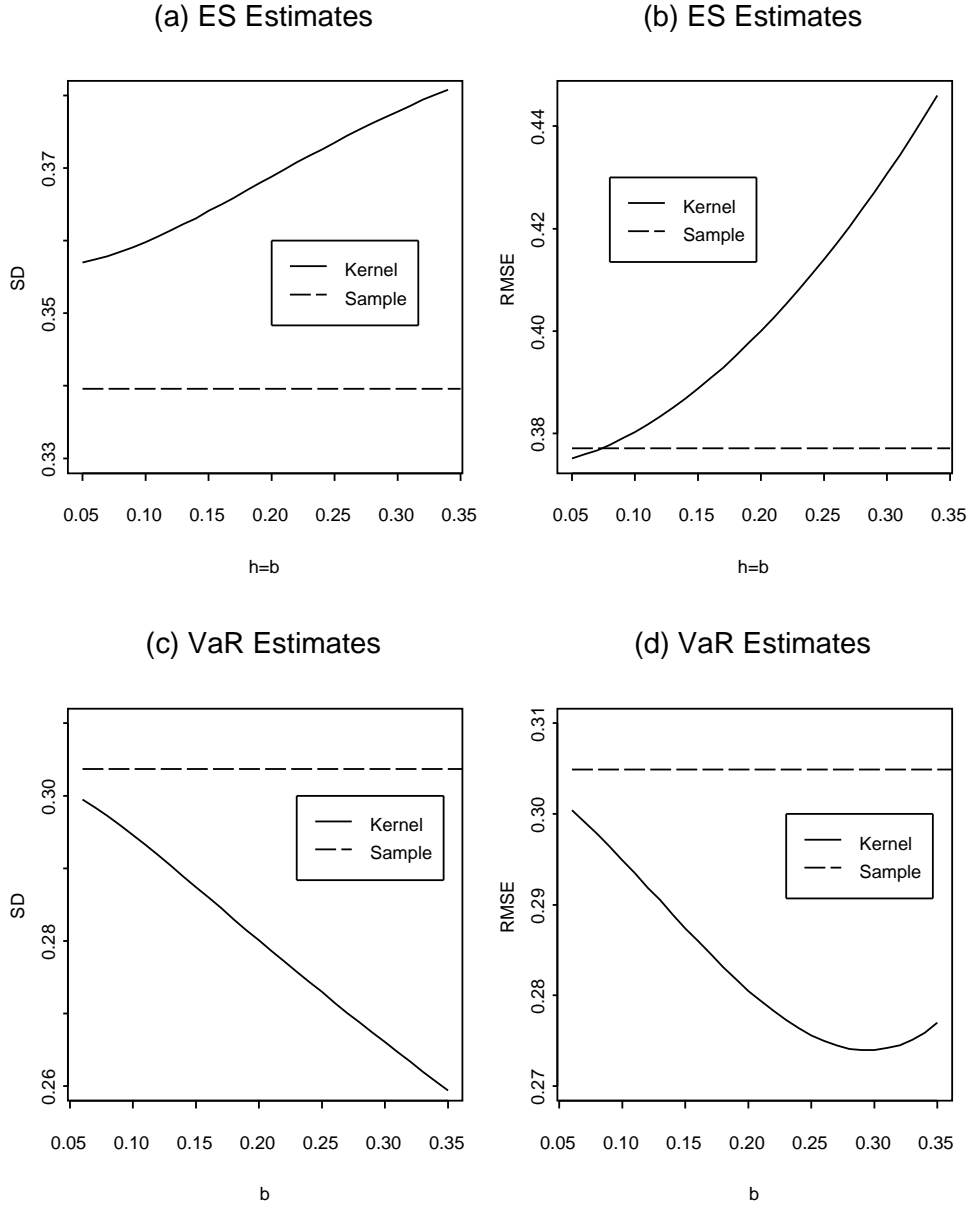 (a) ES Estimates
SD
0.33 0.35 0.37
Kernel
Sample
0.05 0.10 0.15 0.20 0.25 0.30 0.35
h=b
(b) ES Estimates
RMSE
0.38 0.40 0.42 0.44
Kernel
Sample
0.05 0.10 0.15 0.20 0.25 0.30 0.35
h=b
(c) VaR Estimates
SD
0.26 0.28 0.30
Kernel
Sample
0.05 0.10 0.15 0.20 0.25 0.30 0.35
b
(d) VaR Estimates
RMSE
0.27 0.28 0.29 0.30 0.31
Kernel
Sample
0.05 0.10 0.15 0.20 0.25 0.30 0.35
b